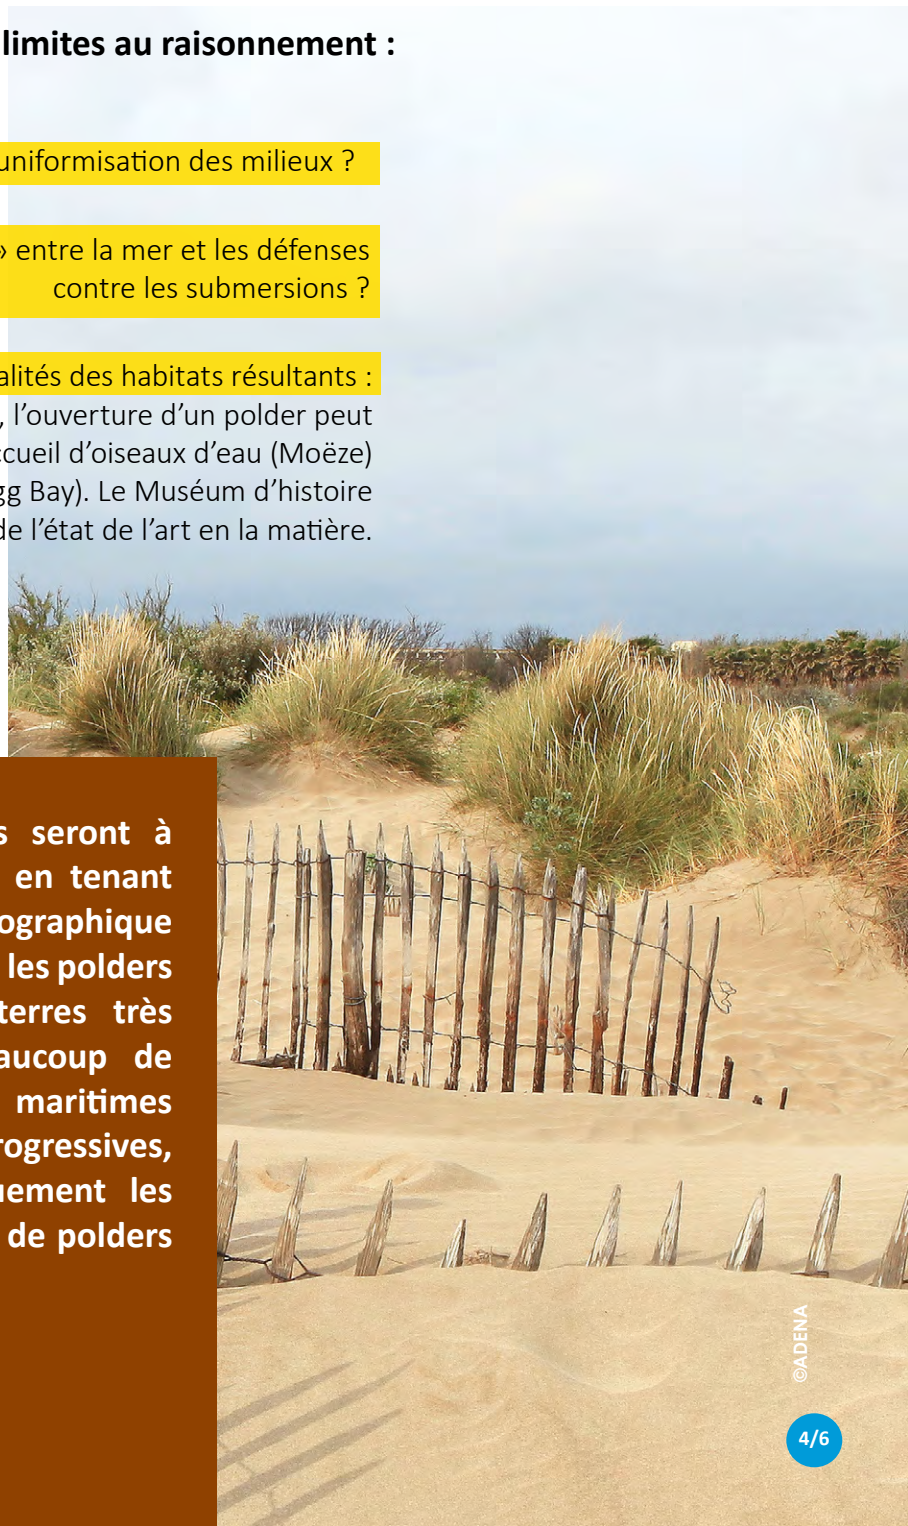 limites au raisonnement :
uniformisation des milieux ?
» entre la mer et les défenses
contre les submersions ?
alités des habitats résultants :
, l’ouverture d’un polder peut
ccueil d’oiseaux d’eau (Moëze)
gg Bay). Le Muséum d’histoire
de l’état de l’art en la matière.
s seront à
en tenant
ographique
les polders
terres très
aucoup de
maritimes
rogressives,
uement les
de polders
©ADENA
4/6